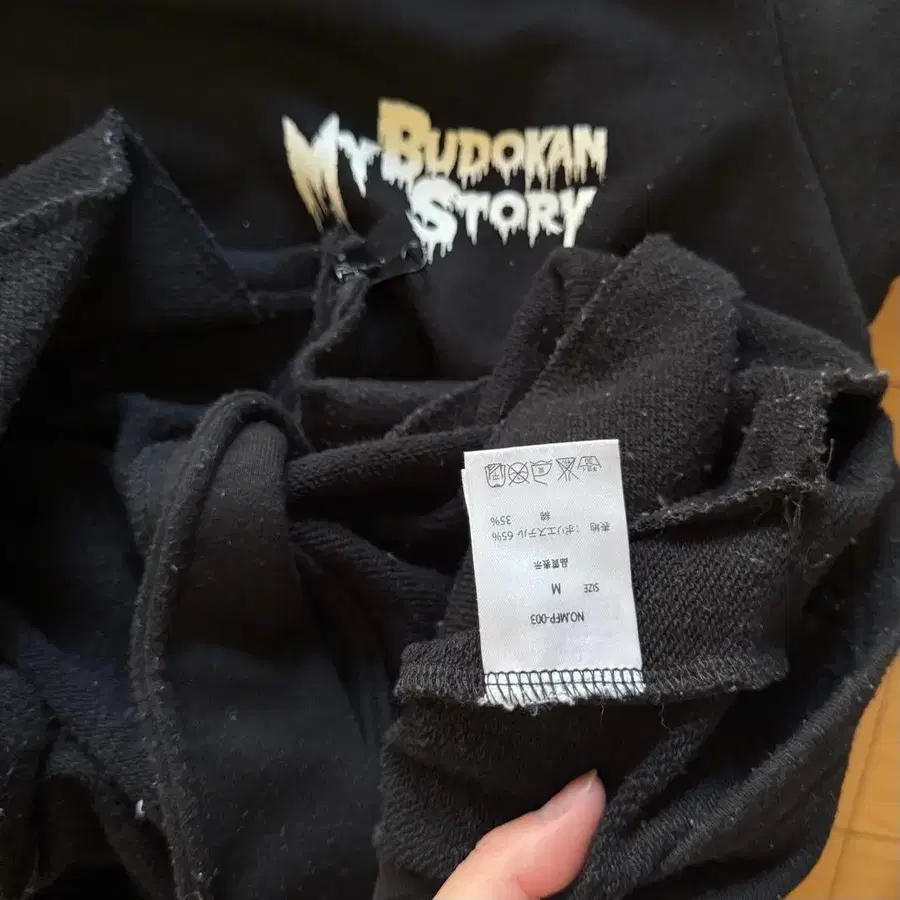 MY BUDOKAN
STORY
NO.MFP-003
SIZE M
品質表示
表地：ポリエステル 65%
綿 35%